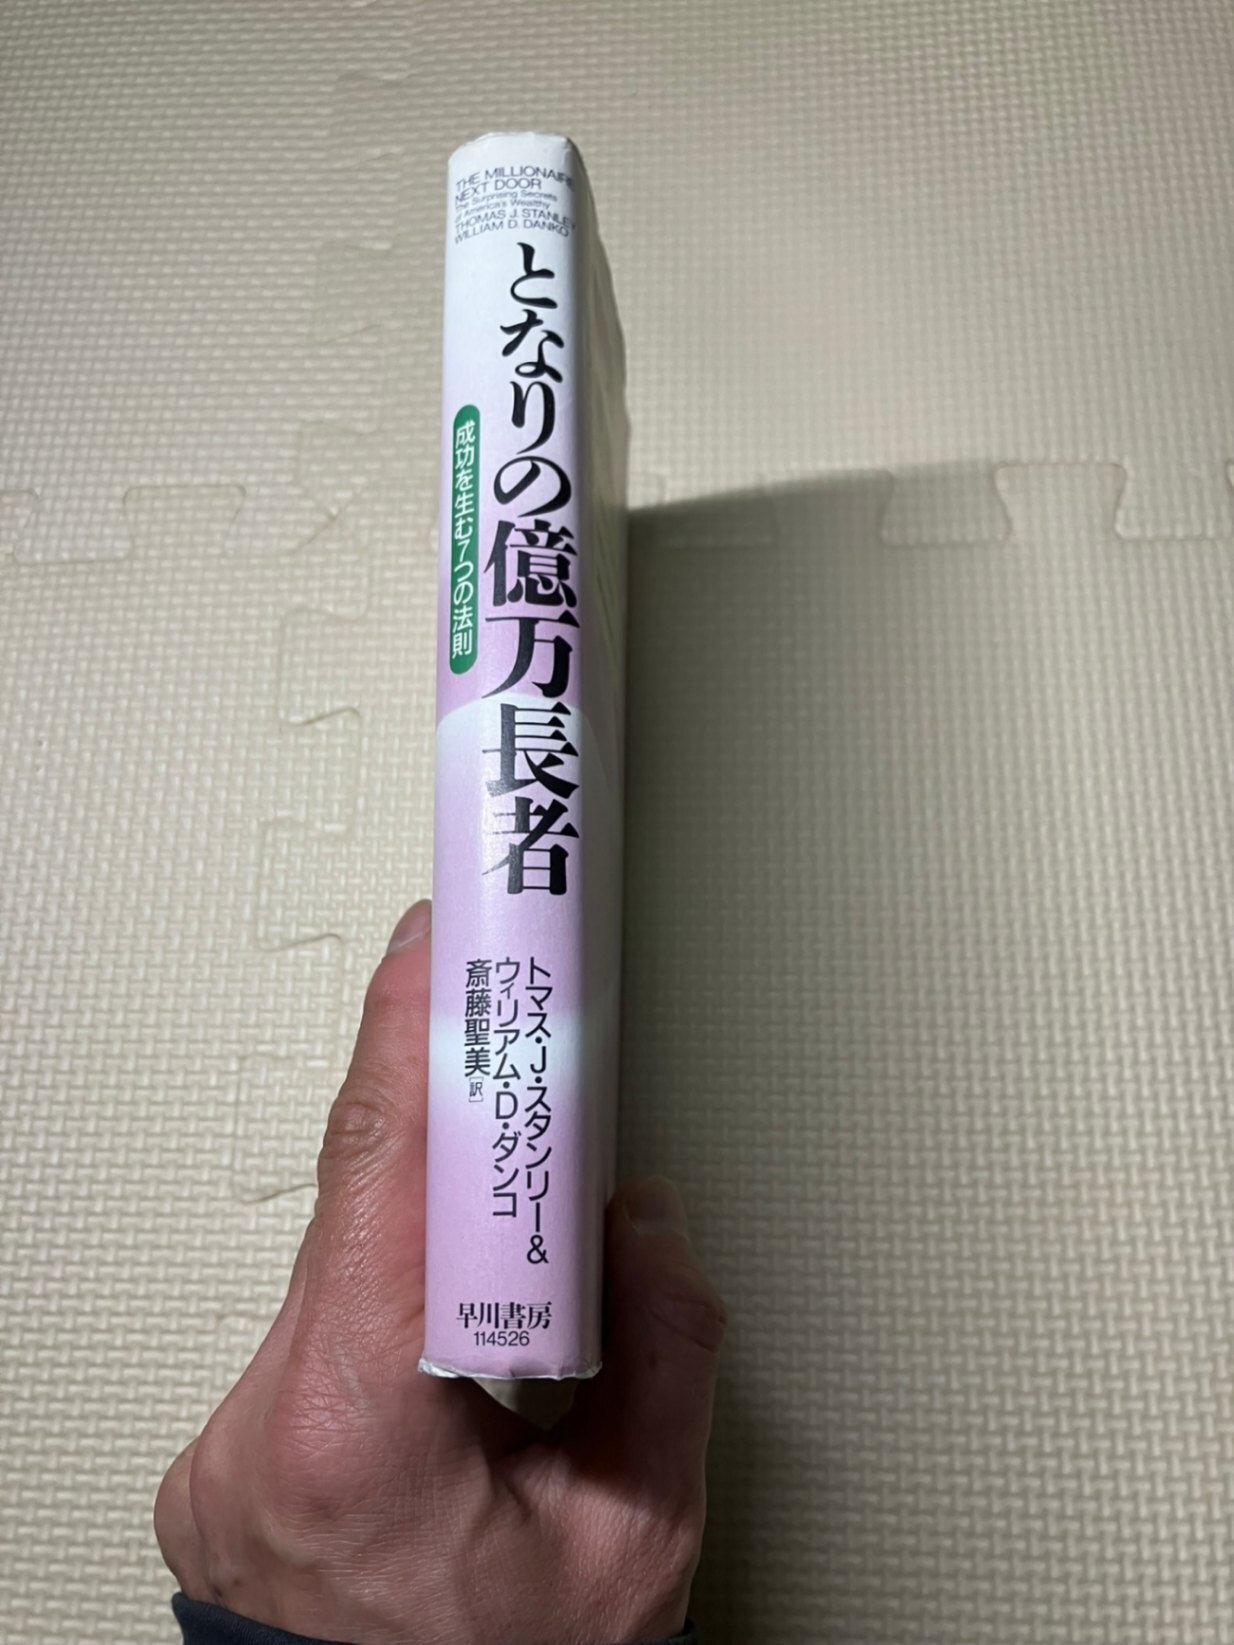 THE MILLIONAIRE
NEXT DOOR
The Surprising Secrets
of America's Wealthy
THOMAS J. STANLEY
WILLIAM D. DANKO
となりの億万長者
成功を生む7つの法則
トマス・J・スタンリー&
ウィリアム・D・ダンコ
斎藤聖美[訳]
早川書房
114526